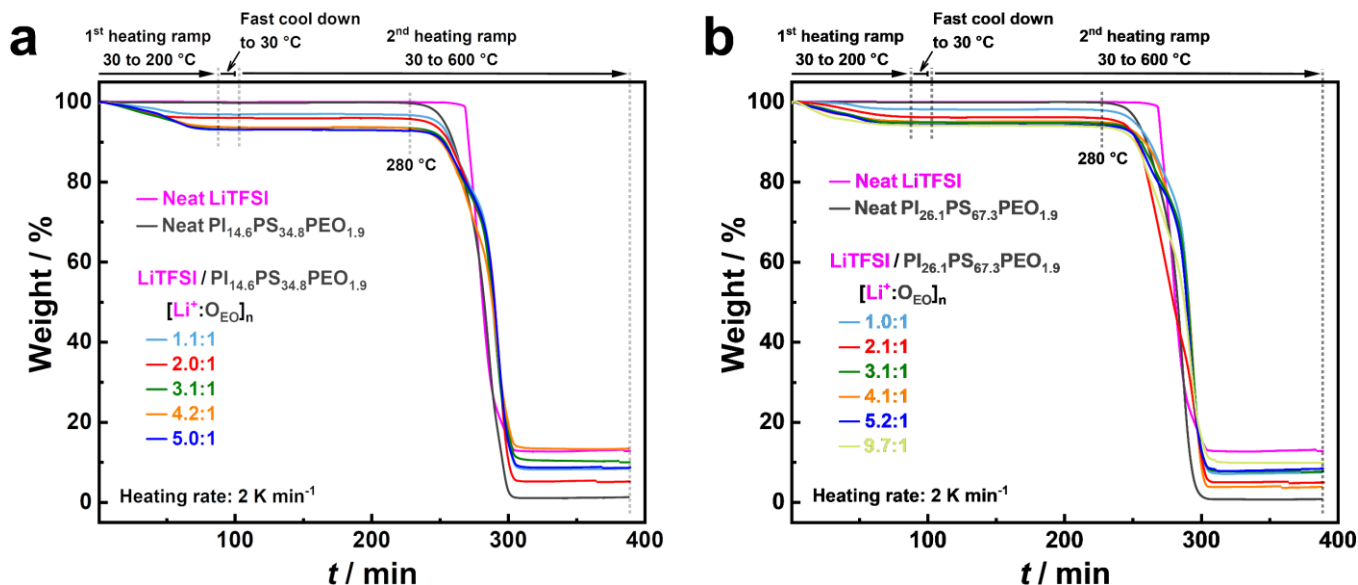 a
1st heating ramp
30 to 200 °C
Fast cool down
to 30 °C
2nd heating ramp
30 to 600 °C
100
80
60
40
20
0
Weight / %
280 °C
Neat LiTFSI
Neat PI14.6PS34.8PEO1.9
LiTFSI / PI14.6PS34.8PEO1.9
[Li+:OEO]n
1.1:1
2.0:1
3.1:1
4.2:1
5.0:1
Heating rate: 2 K min-1
0 100 200 300 400
t / min
b
1st heating ramp
30 to 200 °C
Fast cool down
to 30 °C
2nd heating ramp
30 to 600 °C
100
80
60
40
20
0
Weight / %
280 °C
Neat LiTFSI
Neat PI26.1PS67.3PEO1.9
LiTFSI / PI26.1PS67.3PEO1.9
[Li+:OEO]n
1.0:1
2.1:1
3.1:1
4.1:1
5.2:1
9.7:1
Heating rate: 2 K min-1
0 100 200 300 400
t / min